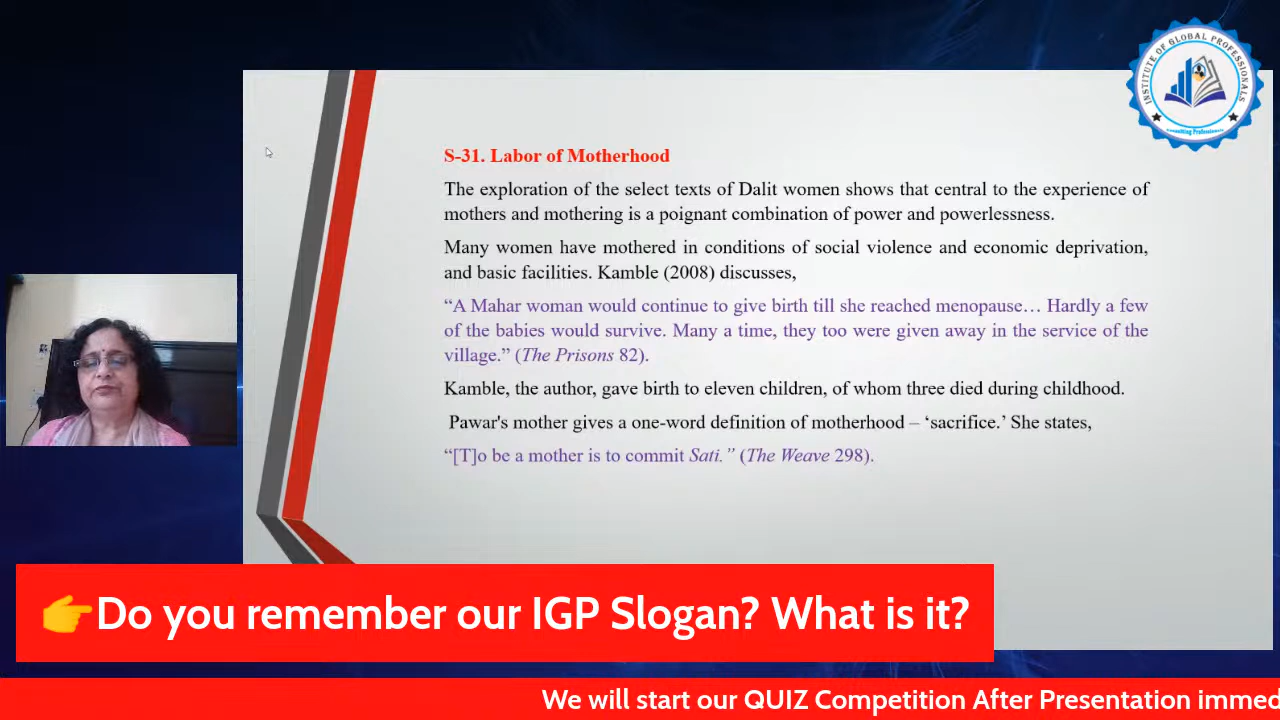 INSTITUTE OF GLOBAL PROFESSIONALS
Connecting Professionals
S-31. Labor of Motherhood
The exploration of the select texts of Dalit women shows that central to the experience of
mothers and mothering is a poignant combination of power and powerlessness.
Many women have mothered in conditions of social violence and economic deprivation,
and basic facilities. Kamble (2008) discusses,
“A Mahar woman would continue to give birth till she reached menopause… Hardly a few
of the babies would survive. Many a time, they too were given away in the service of the
village.” (The Prisons 82).
Kamble, the author, gave birth to eleven children, of whom three died during childhood.
Pawar's mother gives a one-word definition of motherhood – ‘sacrifice.’ She states,
“[T]o be a mother is to commit Sati.” (The Weave 298).
👉Do you remember our IGP Slogan? What is it?
We will start our QUIZ Competition After Presentation immed